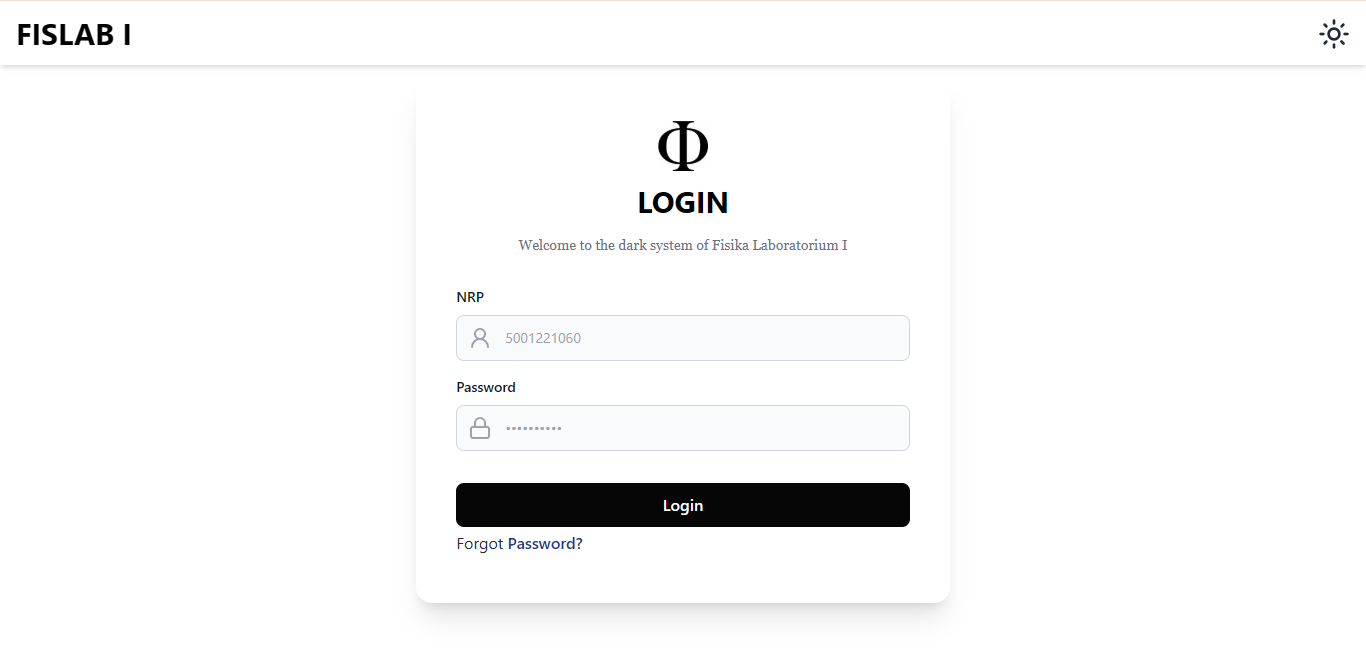 FISLAB I
Φ
LOGIN
Welcome to the dark system of Fisika Laboratorium I
NRP
5001221060
Password
••••••••••
Login
Forgot Password?